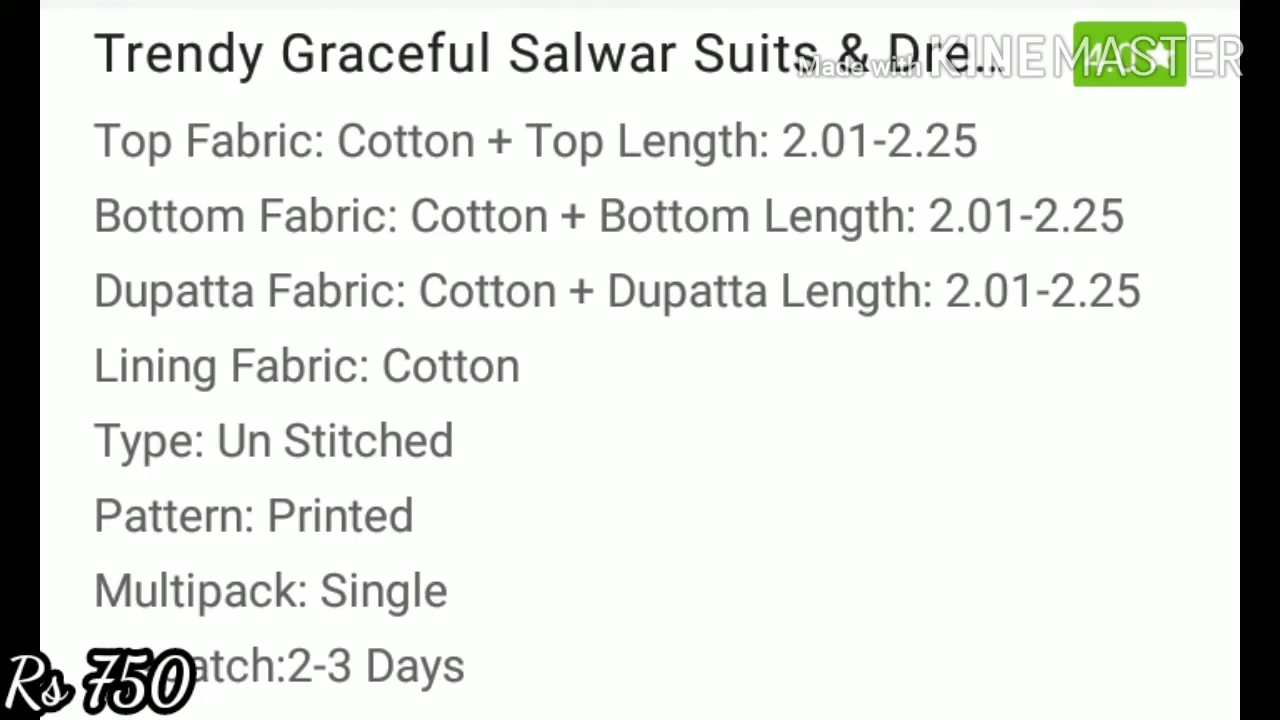 Trendy Graceful Salwar Suits & Dre...
Made with KINEMASTER
4.0
Top Fabric: Cotton + Top Length: 2.01-2.25
Bottom Fabric: Cotton + Bottom Length: 2.01-2.25
Dupatta Fabric: Cotton + Dupatta Length: 2.01-2.25
Lining Fabric: Cotton
Type: Un Stitched
Pattern: Printed
Multipack: Single
2-3 Days
Rs 750